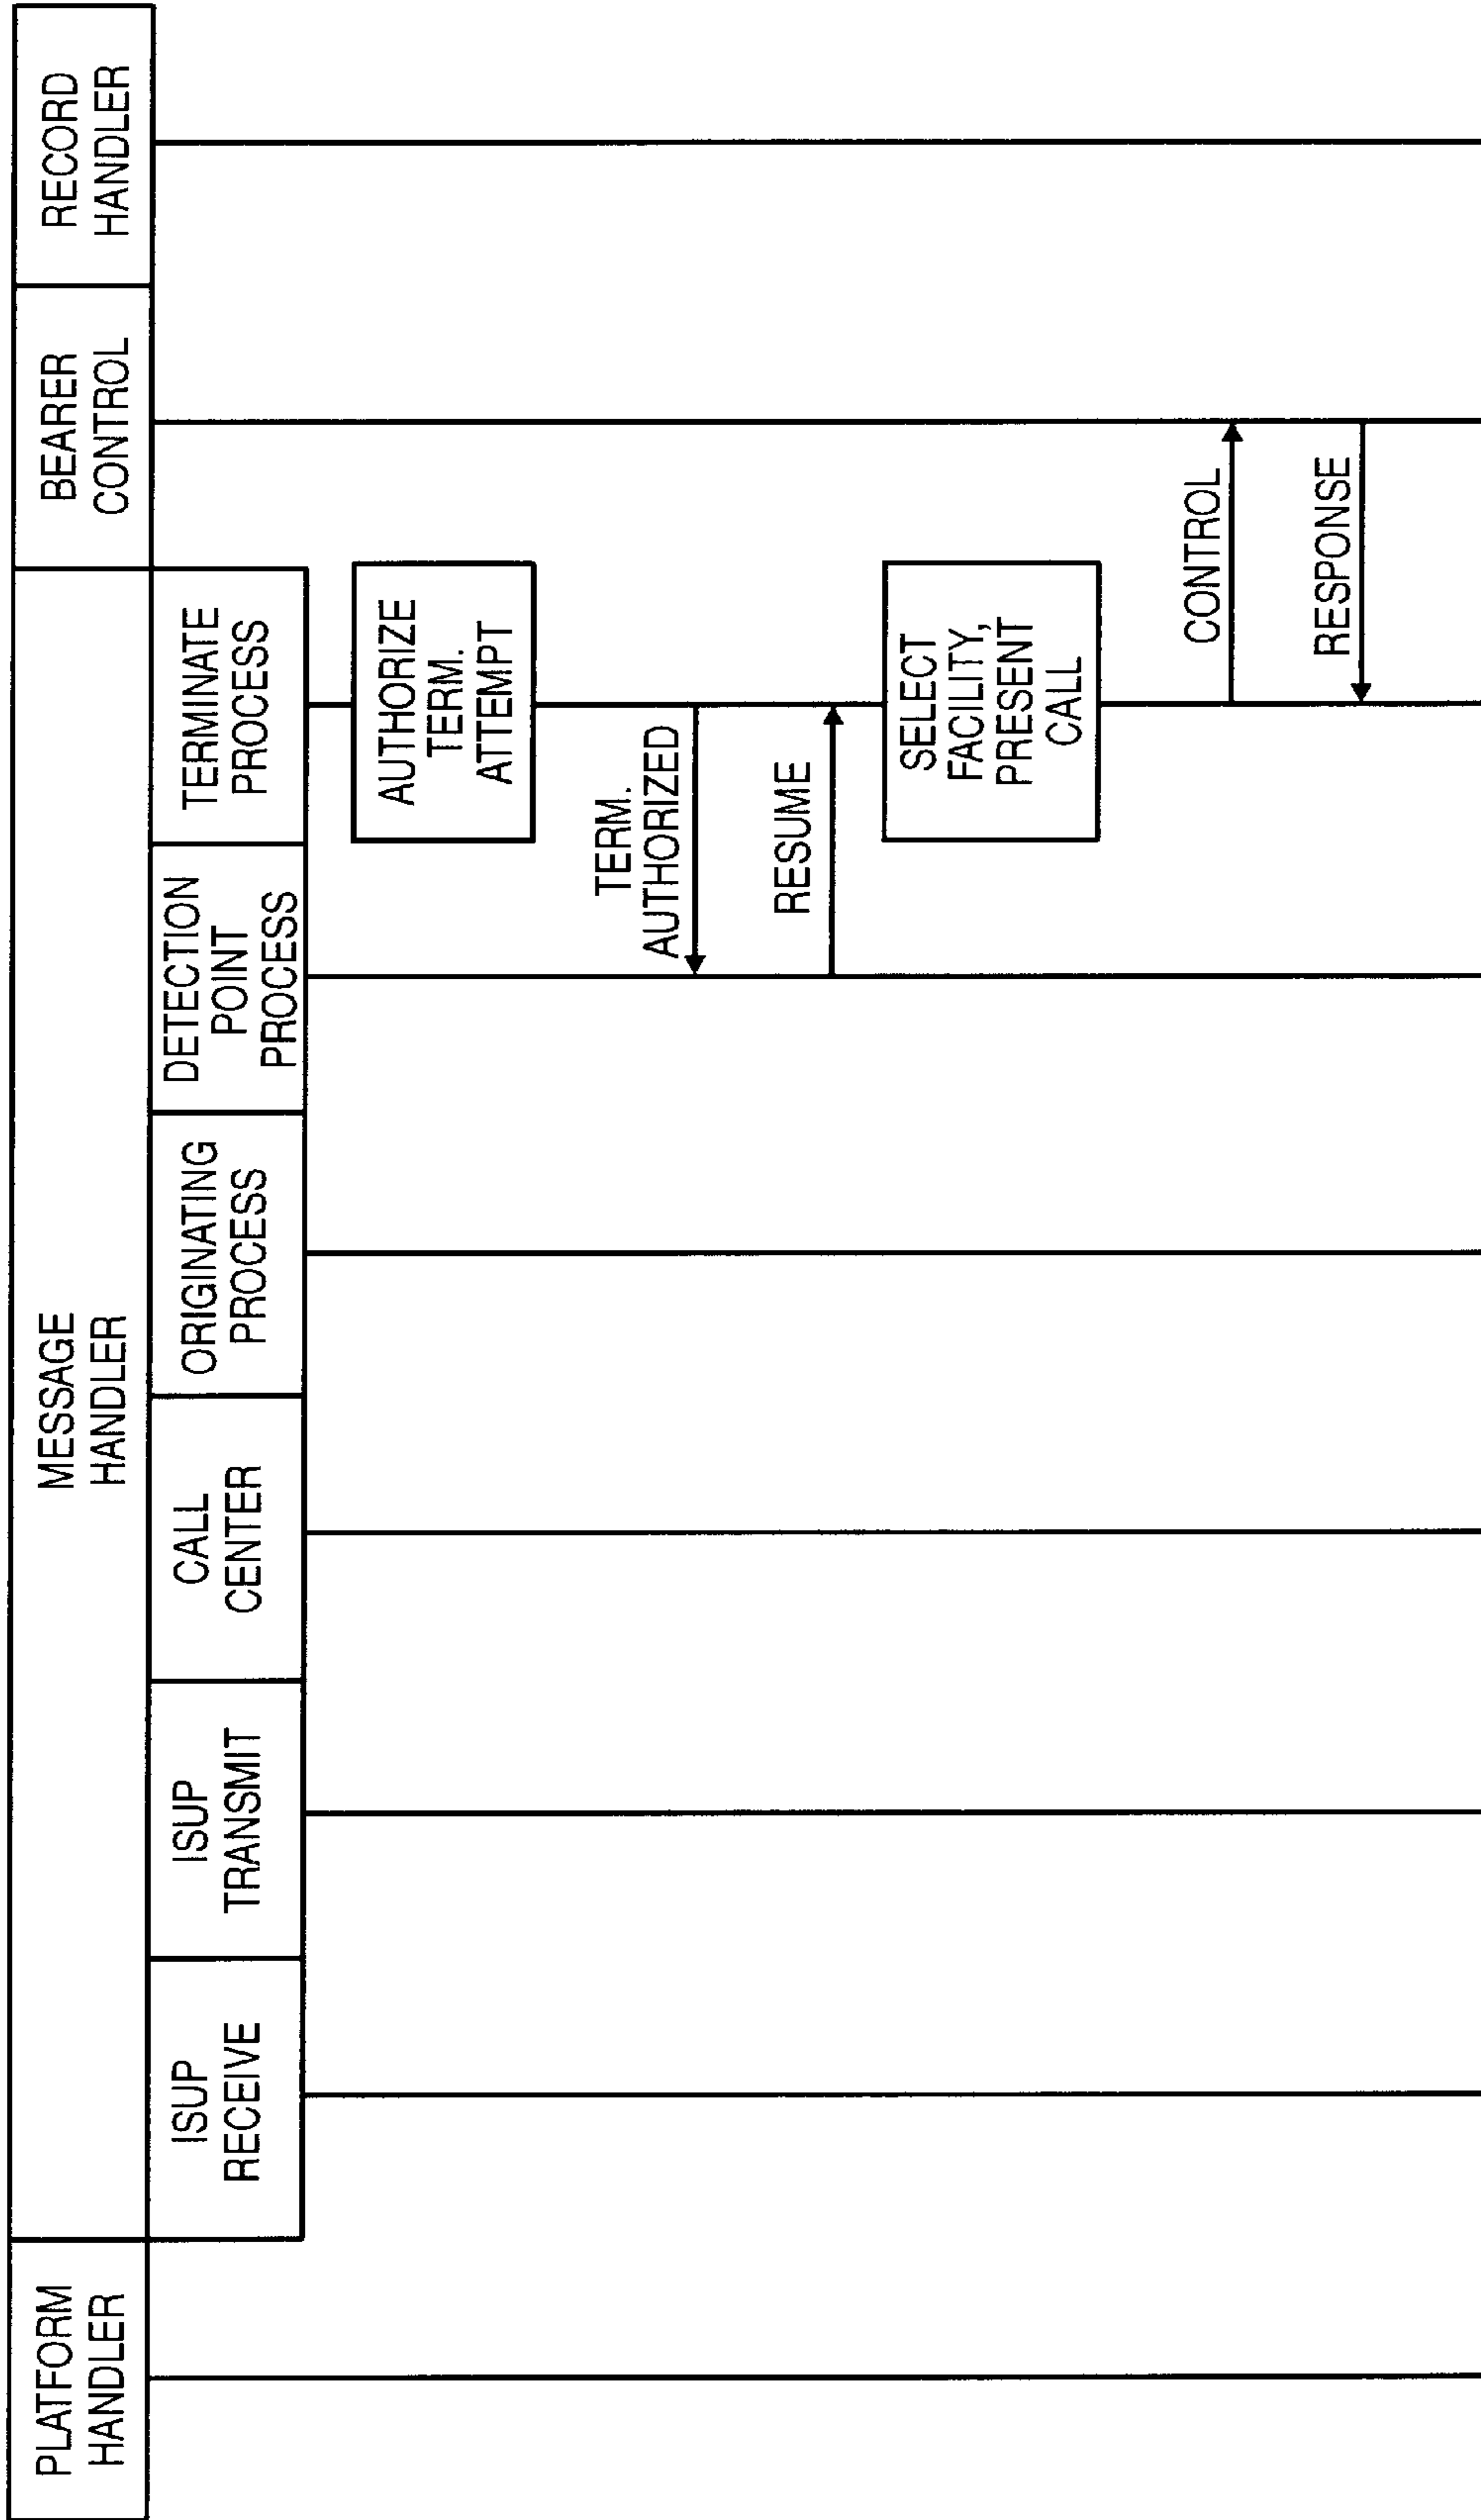 PLATFORM
HANDLER
MESSAGE
HANDLER
BEARER
CONTROL
RECORD
HANDLER
ISUP
RECEIVE
ISUP
TRANSMIT
CALL
CENTER
ORIGINATING
PROCESS
DETECTION
POINT
PROCESS
TERMINATE
PROCESS
AUTHORIZE
TERM.
ATTEMPT
TERM.
AUTHORIZED
RESUME
SELECT
FACILITY,
PRESENT
CALL
CONTROL
RESPONSE